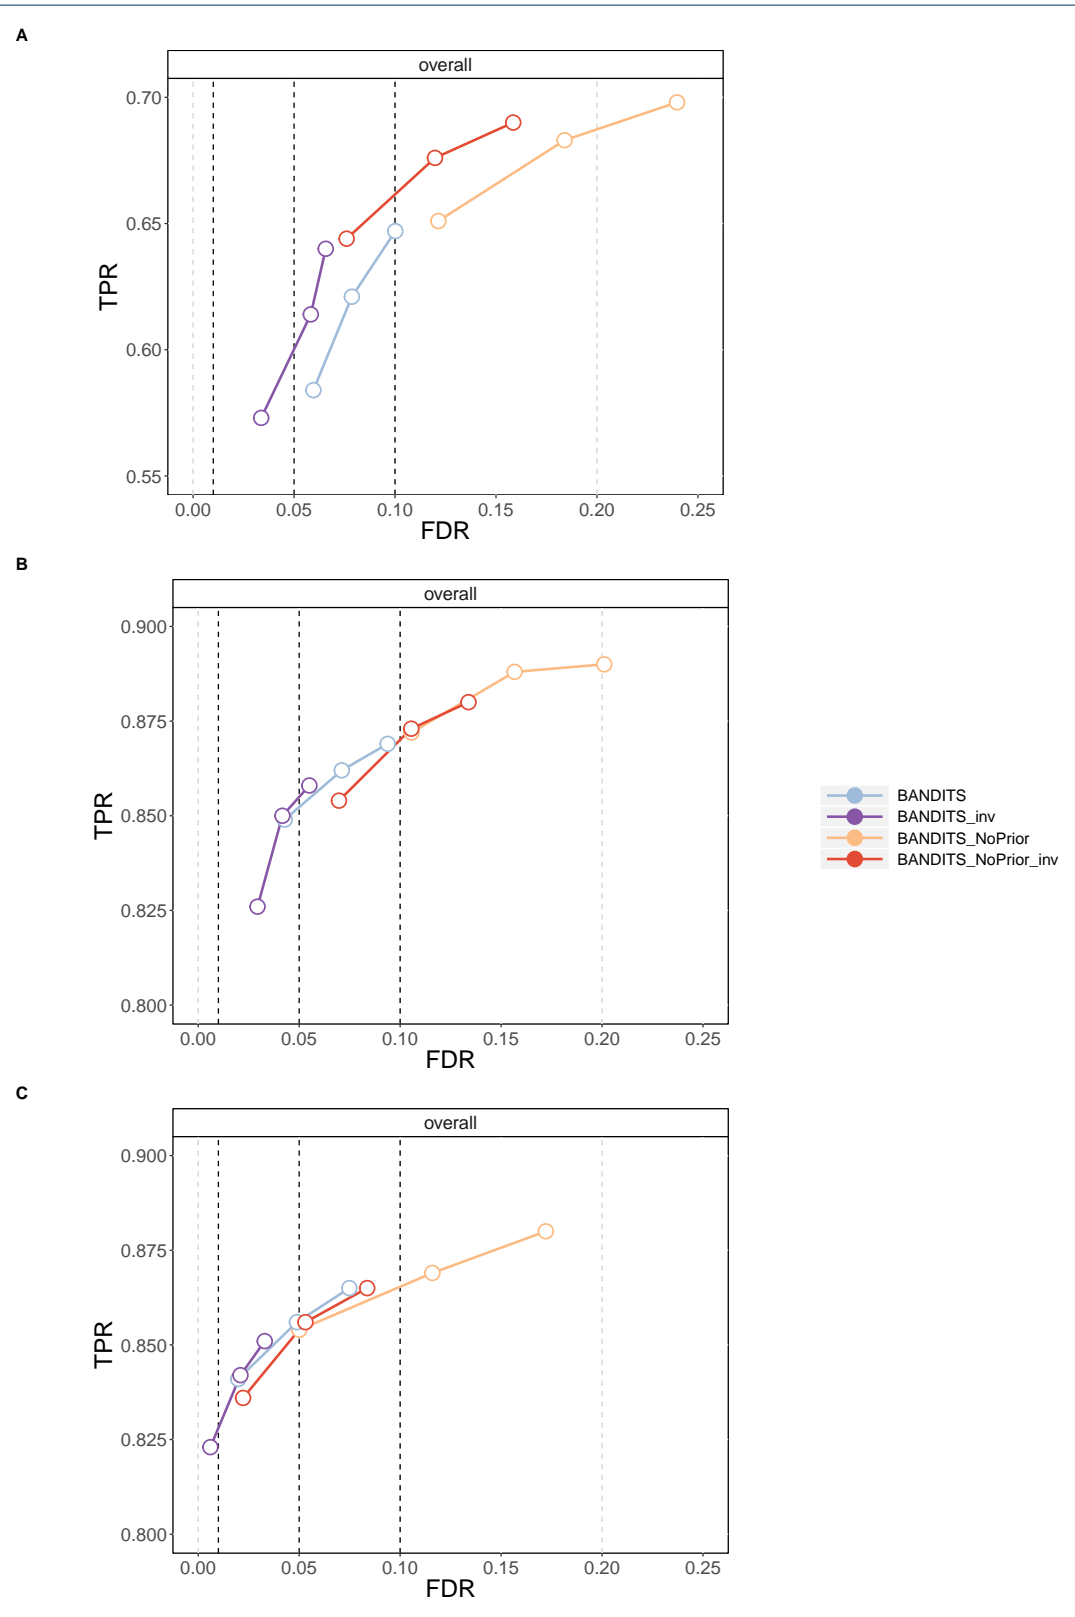 A
overall
0.70
0.65
0.60
0.55
TPR
0.00 0.05 0.10 0.15 0.20 0.25
FDR
B
overall
0.900
0.875
0.850
0.825
0.800
TPR
0.00 0.05 0.10 0.15 0.20 0.25
FDR
BANDITS
BANDITS_inv
BANDITS_NoPrior
BANDITS_NoPrior_inv
C
overall
0.900
0.875
0.850
0.825
0.800
TPR
0.00 0.05 0.10 0.15 0.20 0.25
FDR